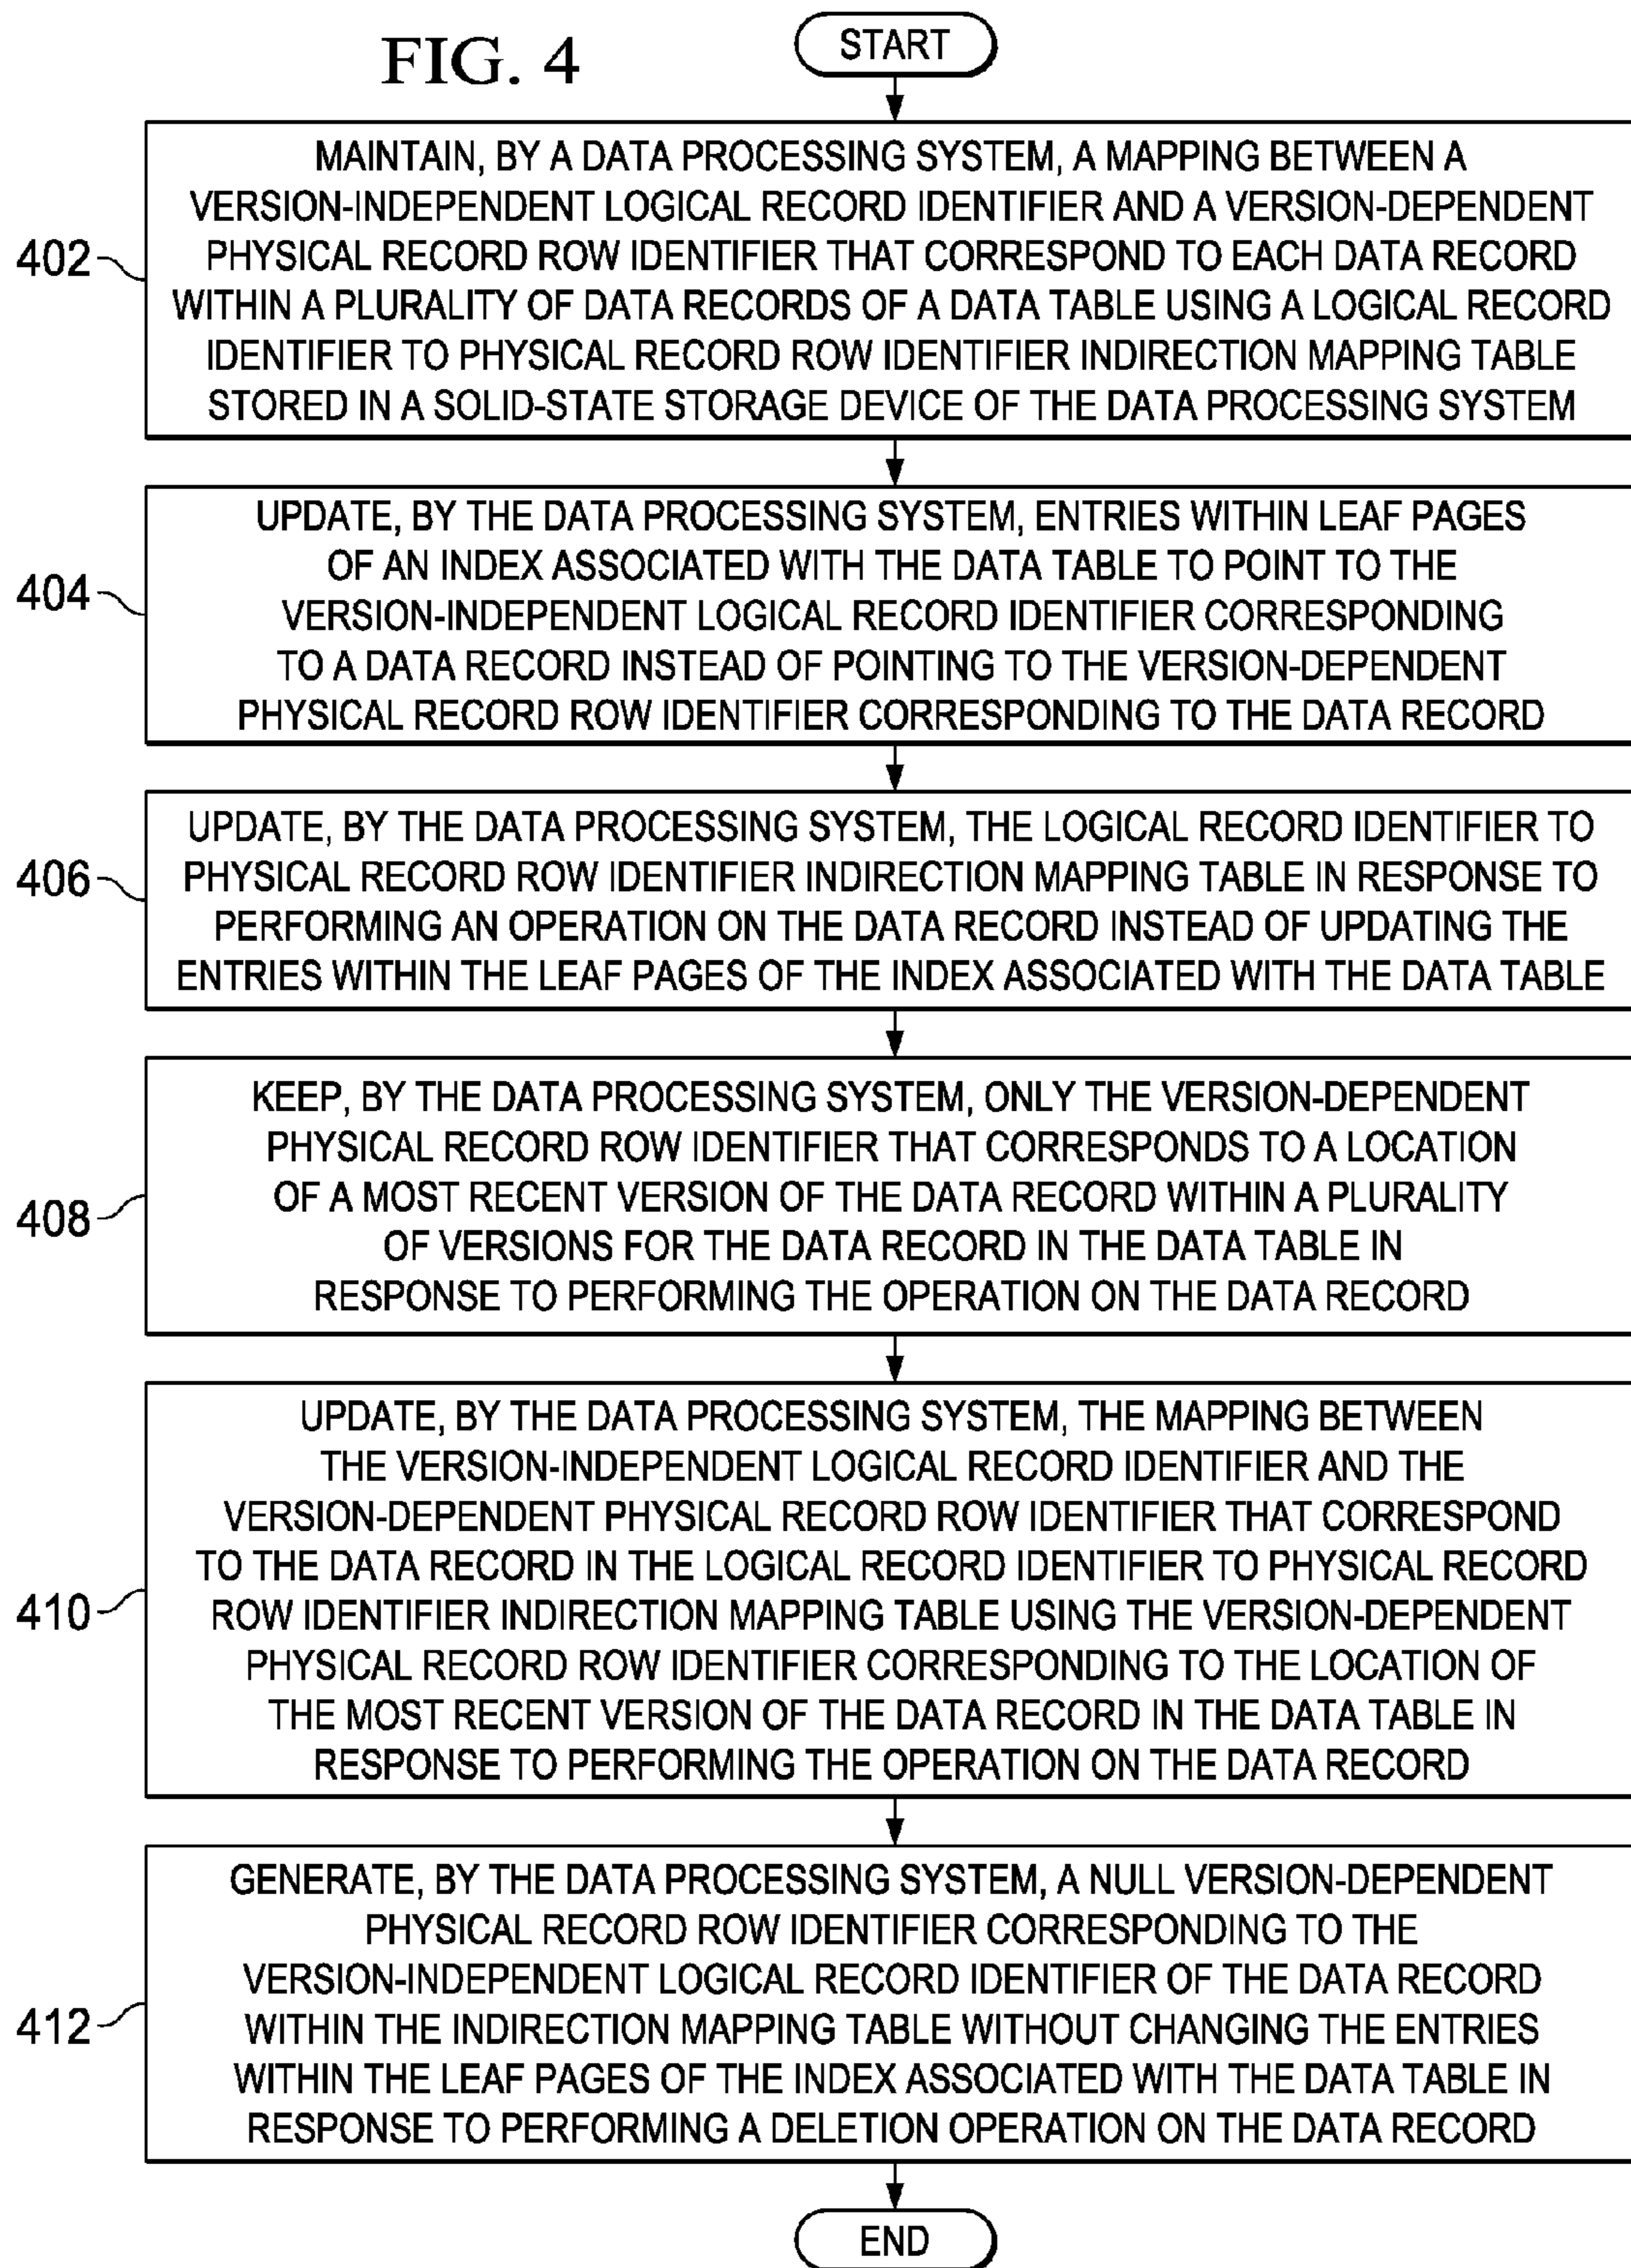 FIG. 4
START
MAINTAIN, BY A DATA PROCESSING SYSTEM, A MAPPING BETWEEN A
VERSION-INDEPENDENT LOGICAL RECORD IDENTIFIER AND A VERSION-DEPENDENT
PHYSICAL RECORD ROW IDENTIFIER THAT CORRESPOND TO EACH DATA RECORD
WITHIN A PLURALITY OF DATA RECORDS OF A DATA TABLE USING A LOGICAL RECORD
IDENTIFIER TO PHYSICAL RECORD ROW IDENTIFIER INDIRECTION MAPPING TABLE
STORED IN A SOLID-STATE STORAGE DEVICE OF THE DATA PROCESSING SYSTEM
402
UPDATE, BY THE DATA PROCESSING SYSTEM, ENTRIES WITHIN LEAF PAGES
OF AN INDEX ASSOCIATED WITH THE DATA TABLE TO POINT TO THE
VERSION-INDEPENDENT LOGICAL RECORD IDENTIFIER CORRESPONDING
TO A DATA RECORD INSTEAD OF POINTING TO THE VERSION-DEPENDENT
PHYSICAL RECORD ROW IDENTIFIER CORRESPONDING TO THE DATA RECORD
404
UPDATE, BY THE DATA PROCESSING SYSTEM, THE LOGICAL RECORD IDENTIFIER TO
PHYSICAL RECORD ROW IDENTIFIER INDIRECTION MAPPING TABLE IN RESPONSE TO
PERFORMING AN OPERATION ON THE DATA RECORD INSTEAD OF UPDATING THE
ENTRIES WITHIN THE LEAF PAGES OF THE INDEX ASSOCIATED WITH THE DATA TABLE
406
KEEP, BY THE DATA PROCESSING SYSTEM, ONLY THE VERSION-DEPENDENT
PHYSICAL RECORD ROW IDENTIFIER THAT CORRESPONDS TO A LOCATION
OF A MOST RECENT VERSION OF THE DATA RECORD WITHIN A PLURALITY
OF VERSIONS FOR THE DATA RECORD IN THE DATA TABLE IN
RESPONSE TO PERFORMING THE OPERATION ON THE DATA RECORD
408
UPDATE, BY THE DATA PROCESSING SYSTEM, THE MAPPING BETWEEN
THE VERSION-INDEPENDENT LOGICAL RECORD IDENTIFIER AND THE
VERSION-DEPENDENT PHYSICAL RECORD ROW IDENTIFIER THAT CORRESPOND
TO THE DATA RECORD IN THE LOGICAL RECORD IDENTIFIER TO PHYSICAL RECORD
ROW IDENTIFIER INDIRECTION MAPPING TABLE USING THE VERSION-DEPENDENT
PHYSICAL RECORD ROW IDENTIFIER CORRESPONDING TO THE LOCATION OF
THE MOST RECENT VERSION OF THE DATA RECORD IN THE DATA TABLE IN
RESPONSE TO PERFORMING THE OPERATION ON THE DATA RECORD
410
GENERATE, BY THE DATA PROCESSING SYSTEM, A NULL VERSION-DEPENDENT
PHYSICAL RECORD ROW IDENTIFIER CORRESPONDING TO THE
VERSION-INDEPENDENT LOGICAL RECORD IDENTIFIER OF THE DATA RECORD
WITHIN THE INDIRECTION MAPPING TABLE WITHOUT CHANGING THE ENTRIES
WITHIN THE LEAF PAGES OF THE INDEX ASSOCIATED WITH THE DATA TABLE IN
RESPONSE TO PERFORMING A DELETION OPERATION ON THE DATA RECORD
412
END